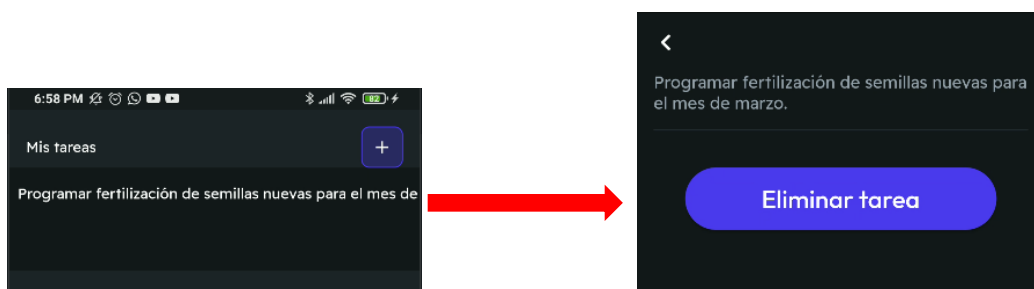 6:58 PM
82
Mis tareas
+
Programar fertilización de semillas nuevas para el mes de
Programar fertilización de semillas nuevas para
el mes de marzo.
Eliminar tarea